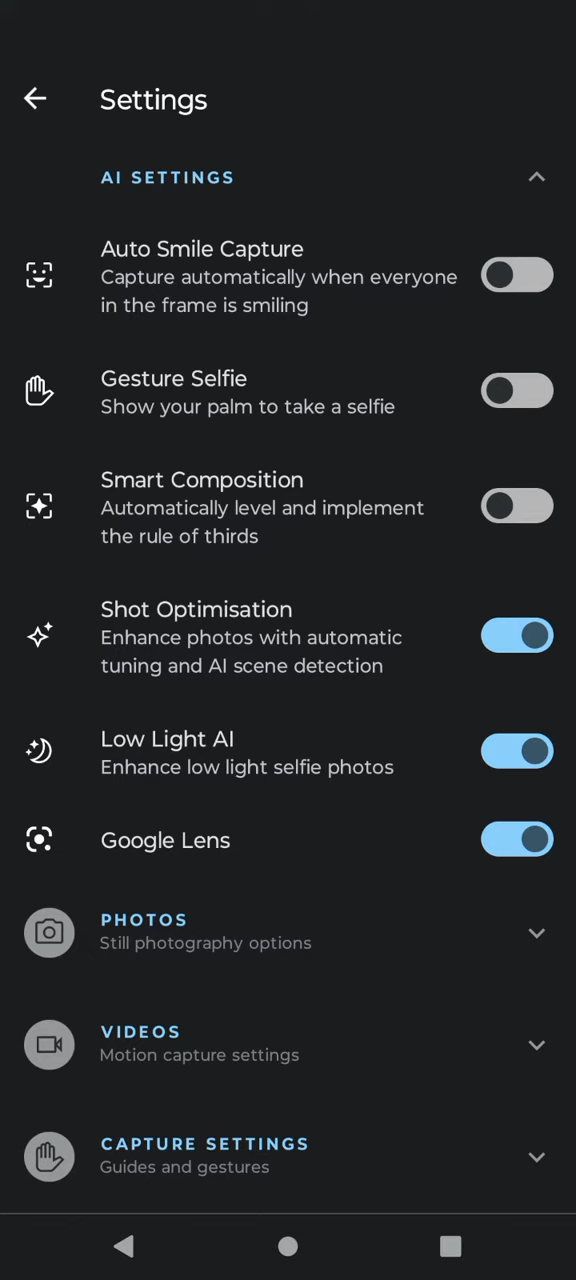 Settings
AI SETTINGS
Auto Smile Capture
Capture automatically when everyone
in the frame is smiling
Gesture Selfie
Show your palm to take a selfie
Smart Composition
Automatically level and implement
the rule of thirds
Shot Optimisation
Enhance photos with automatic
tuning and AI scene detection
Low Light AI
Enhance low light selfie photos
Google Lens
PHOTOS
Still photography options
VIDEOS
Motion capture settings
CAPTURE SETTINGS
Guides and gestures